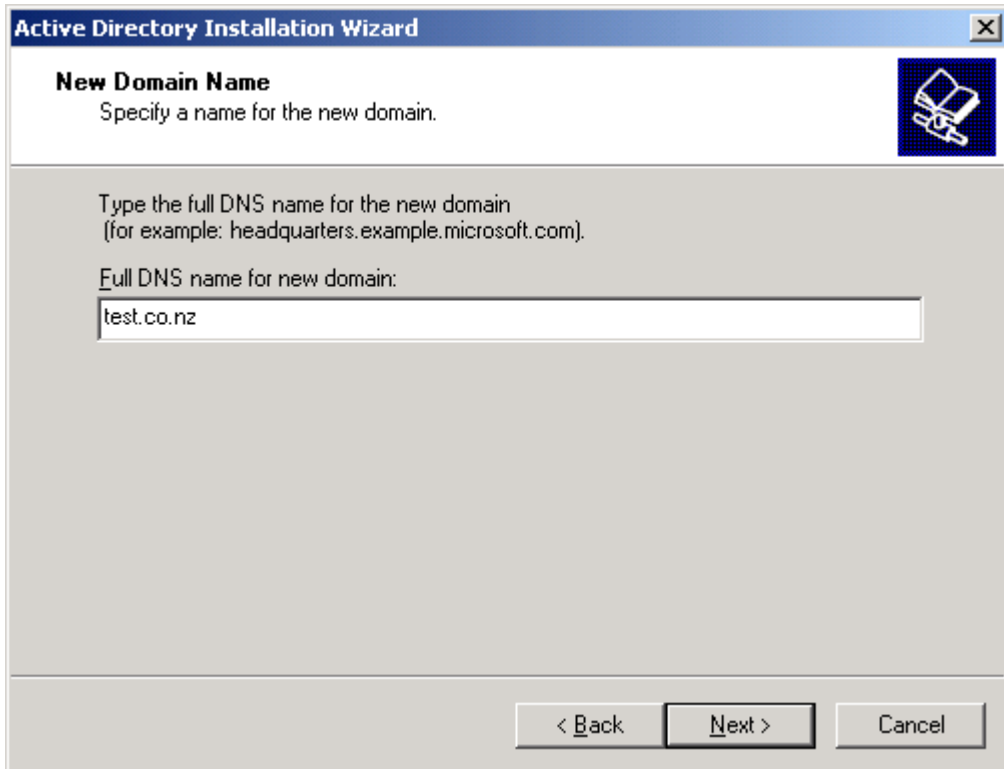 Active Directory Installation Wizard
New Domain Name
Specify a name for the new domain.
Type the full DNS name for the new domain
(for example: headquarters.example.microsoft.com).
Full DNS name for new domain:
test.co.nz
< Back Next > Cancel